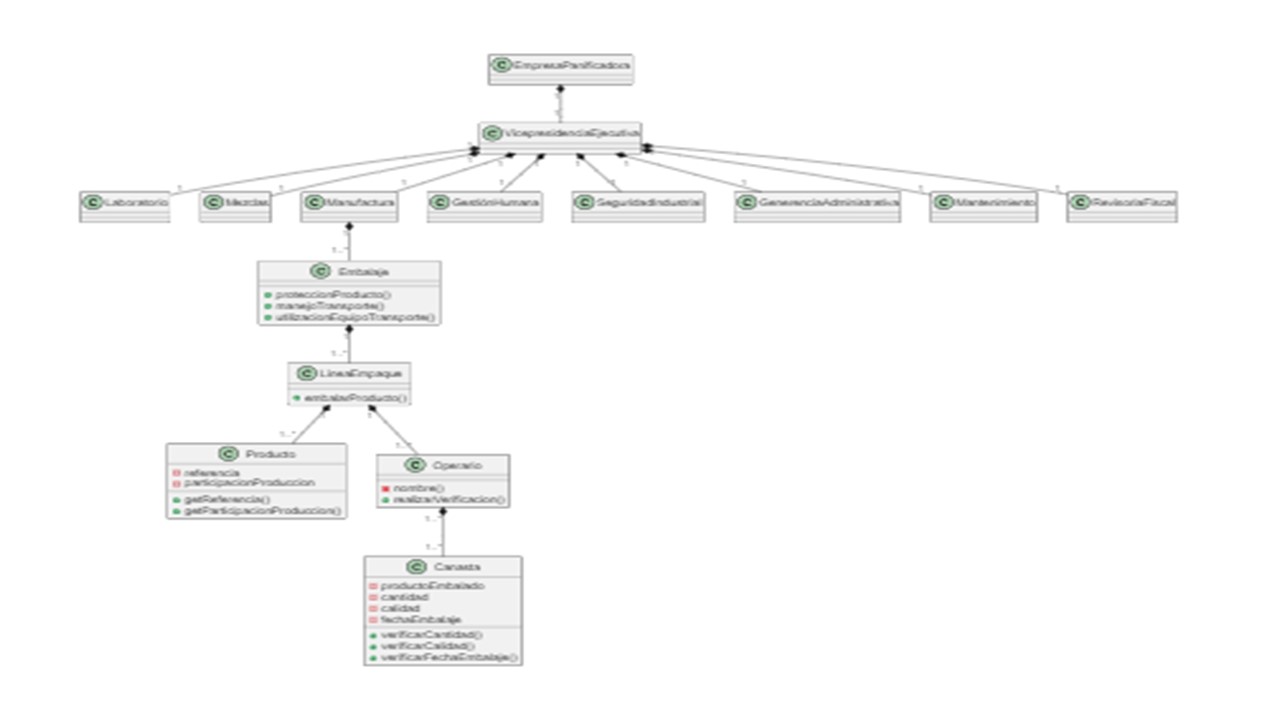 C EmpresaPanificadora
1
1
C VicepresidenciaEjecutiva
1
1
1
1
1
1
1
1
1
1
1
1
1
1
C Laboratorio
C Mezclas
C Manufactura
C GestiónHumana
C SeguridadIndustrial
C GenerenciaAdministrativa
C Mantenimiento
C RevisoriaFiscal
1
1..*
C Embalaje
proteccionProducto()
manejoTransporte()
utilizacionEquipoTransporte()
1
1..*
C LineaEmpaque
embalarProducto()
1
1
1..*
1..*
C Producto
referencia
participacionProduccion
getReferencia()
getParticipacionProduccion()
C Operario
nombre()
realizarVerificacion()
1..*
1..*
C Canasta
productoEmbalado
cantidad
calidad
fechaEmbalaje
verificarCantidad()
verificarCalidad()
verificarFechaEmbalaje()